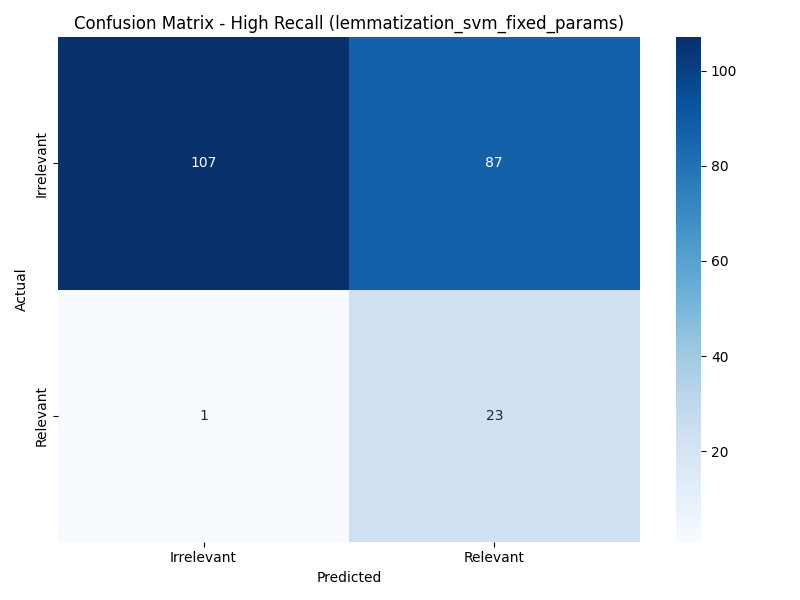 Confusion Matrix - High Recall (lemmatization_svm_fixed_params)
Irrelevant
107
87
100
80
60
40
20
Actual
Relevant
1
23
Irrelevant
Relevant
Predicted